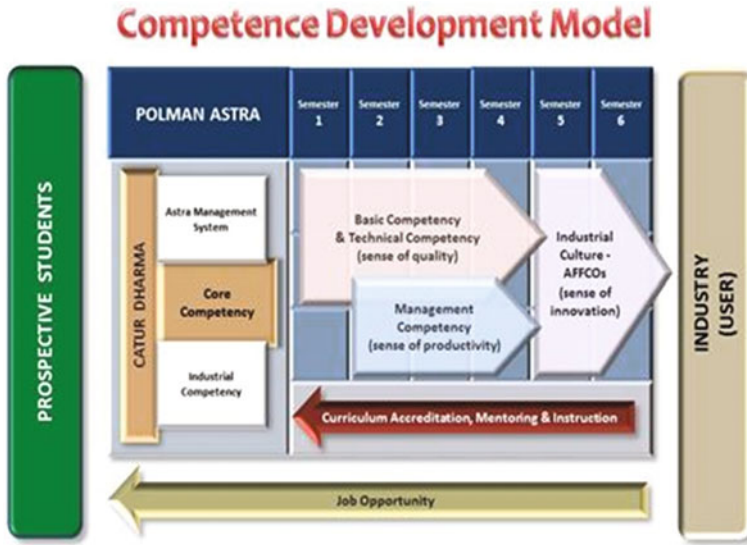 Competence Development Model
PROSPECTIVE STUDENTS
POLMAN ASTRA
Semester
1
Semester
2
Semester
3
Semester
4
Semester
5
Semester
6
CATUR DHARMA
Astra Management
System
Core
Competency
Industrial
Competency
Basic Competency
& Technical Competency
(sense of quality)
Management
Competency
(sense of productivity)
Industrial
Culture -
AFFCOs
(sense of
innovation)
Curriculum Accreditation, Mentoring & Instruction
Job Opportunity
INDUSTRY
(USER)